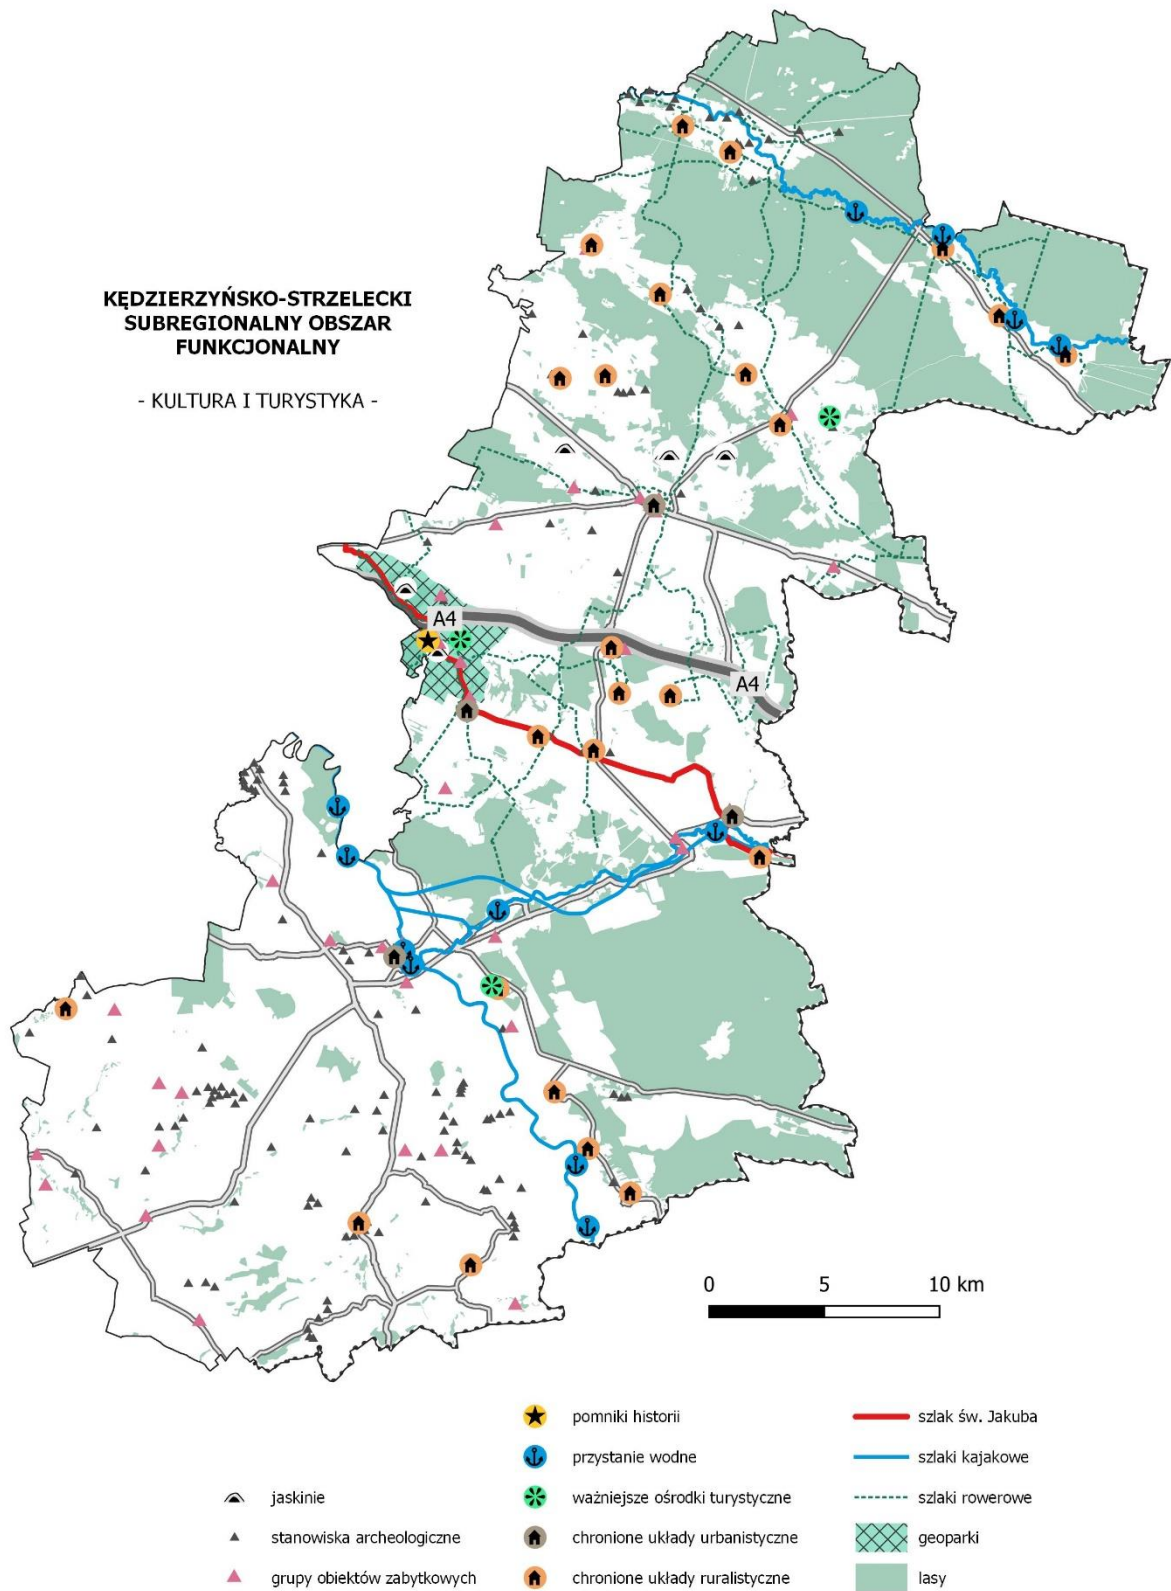 KĘDZIERZYŃSKO-STRZELECKI
SUBREGIONALNY OBSZAR
FUNKCJONALNY
- KULTURA I TURYSTYKA -
A4
A4
0 5 10 km
pomniki historii
szlak św. Jakuba
przystanie wodne
szlaki kajakowe
jaskinie
ważniejsze ośrodki turystyczne
szlaki rowerowe
stanowiska archeologiczne
chronione układy urbanistyczne
geoparki
grupy obiektów zabytkowych
chronione układy ruralistyczne
lasy